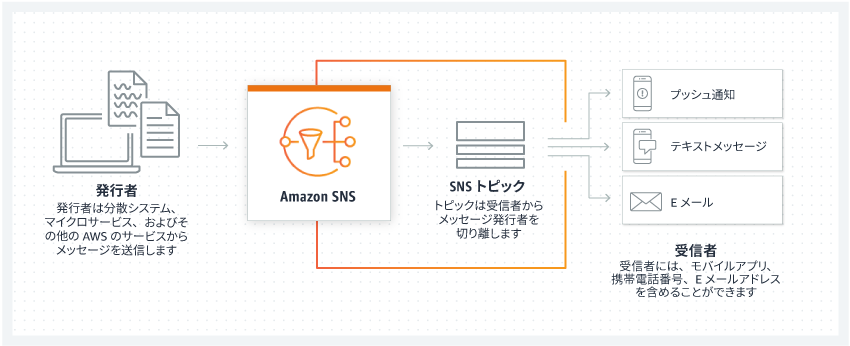 発行者
発行者は分散システム、
マイクロサービス、およびそ
の他の AWS のサービスから
メッセージを送信します
Amazon SNS
SNS トピック
トピックは受信者から
メッセージ発行者を
切り離します
プッシュ通知
テキストメッセージ
E メール
受信者
受信者には、モバイルアプリ、
携帯電話番号、E メールアドレス
を含めることができます